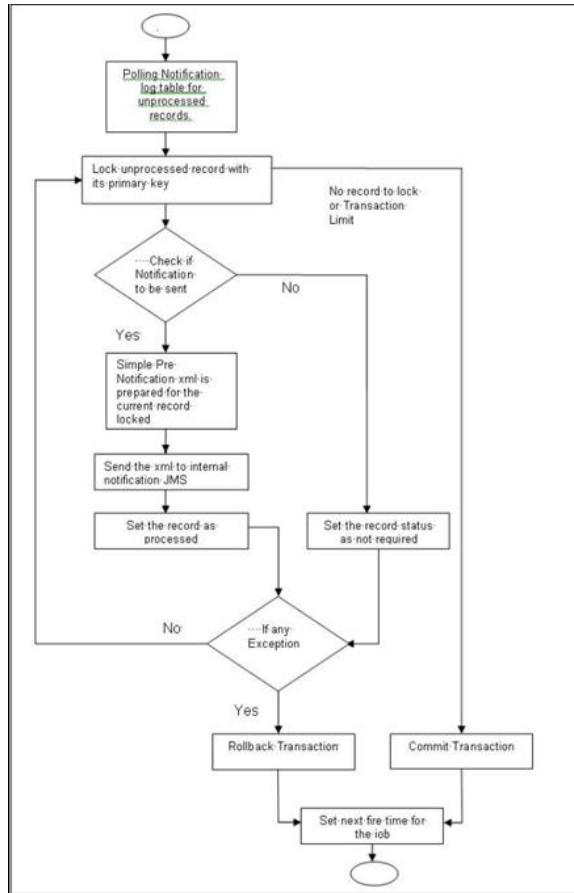 Polling Notification
log table for
unprocessed
records.
Lock unprocessed record with
its primary key
No record to lock
or Transaction
Limit
Check if
Notification
to be sent
No
Yes
Simple Pre
Notification xml is
prepared for the
current record
locked
Send the xml to internal
notification JMS
Set the record as
processed
Set the record status
as not required
No
If any
Exception
Yes
Rollback Transaction
Commit Transaction
Set next fire time for
the job